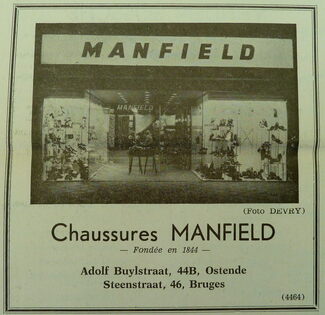 MANFIELD
MANFIELD
(Foto DEVRY)
Chaussures MANFIELD
— Fondée en 1844 —
Adolf Buylstraat, 44B, Ostende
Steenstraat, 46, Bruges
(4464)